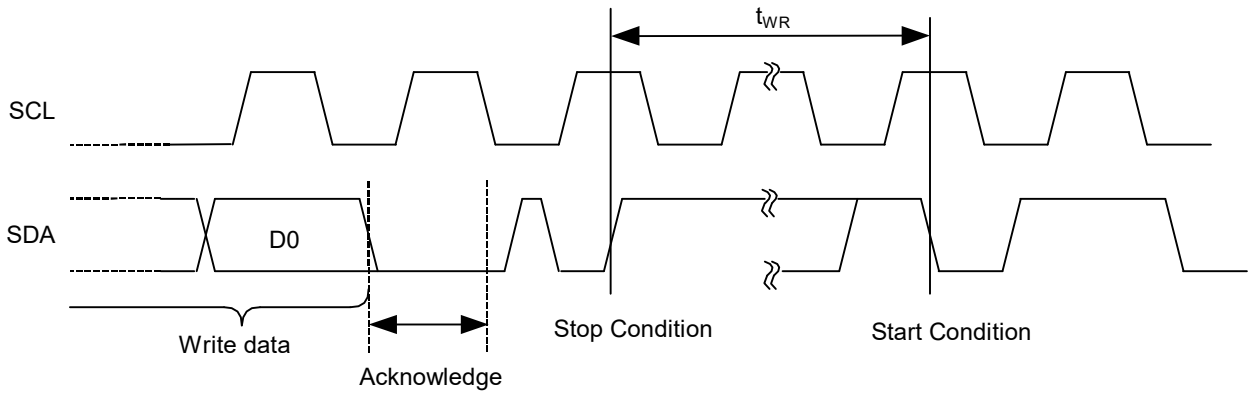 tWR
SCL
SDA
D0
Write data
Stop Condition
Start Condition
Acknowledge